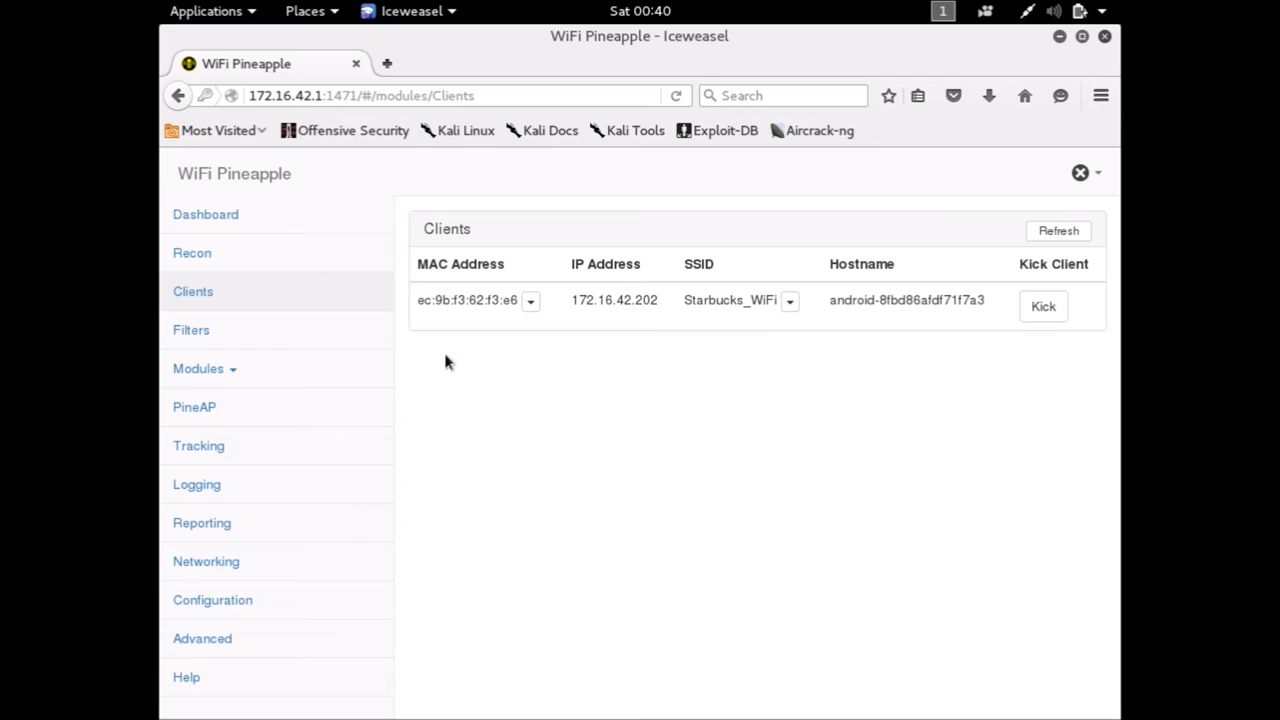 Applications Places Iceweasel Sat 00:40 1
WiFi Pineapple - Iceweasel
WiFi Pineapple
172.16.42.1:1471/#/modules/Clients Search
Most Visited Offensive Security Kali Linux Kali Docs Kali Tools Exploit-DB Aircrack-ng
WiFi Pineapple
Dashboard
Recon
Clients
Filters
Modules
PineAP
Tracking
Logging
Reporting
Networking
Configuration
Advanced
Help
Clients Refresh
MAC Address IP Address SSID Hostname Kick Client
ec:9b:f3:62:f3:e6 172.16.42.202 Starbucks_WiFi android-8fbd86afdf71f7a3 Kick